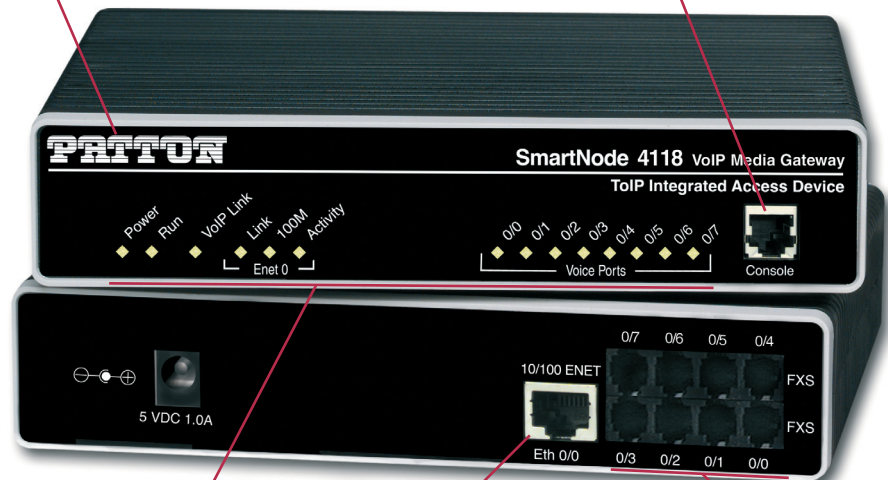 PATTON
SmartNode 4118 VoIP Media Gateway
ToIP Integrated Access Device
Power Run VoIP Link Link 100M Activity
Enet 0
0/0 0/1 0/2 0/3 0/4 0/5 0/6 0/7
Voice Ports
Console
0/7 0/6 0/5 0/4
10/100 ENET
FXS
5 VDC 1.0A
FXS
Eth 0/0
0/3 0/2 0/1 0/0